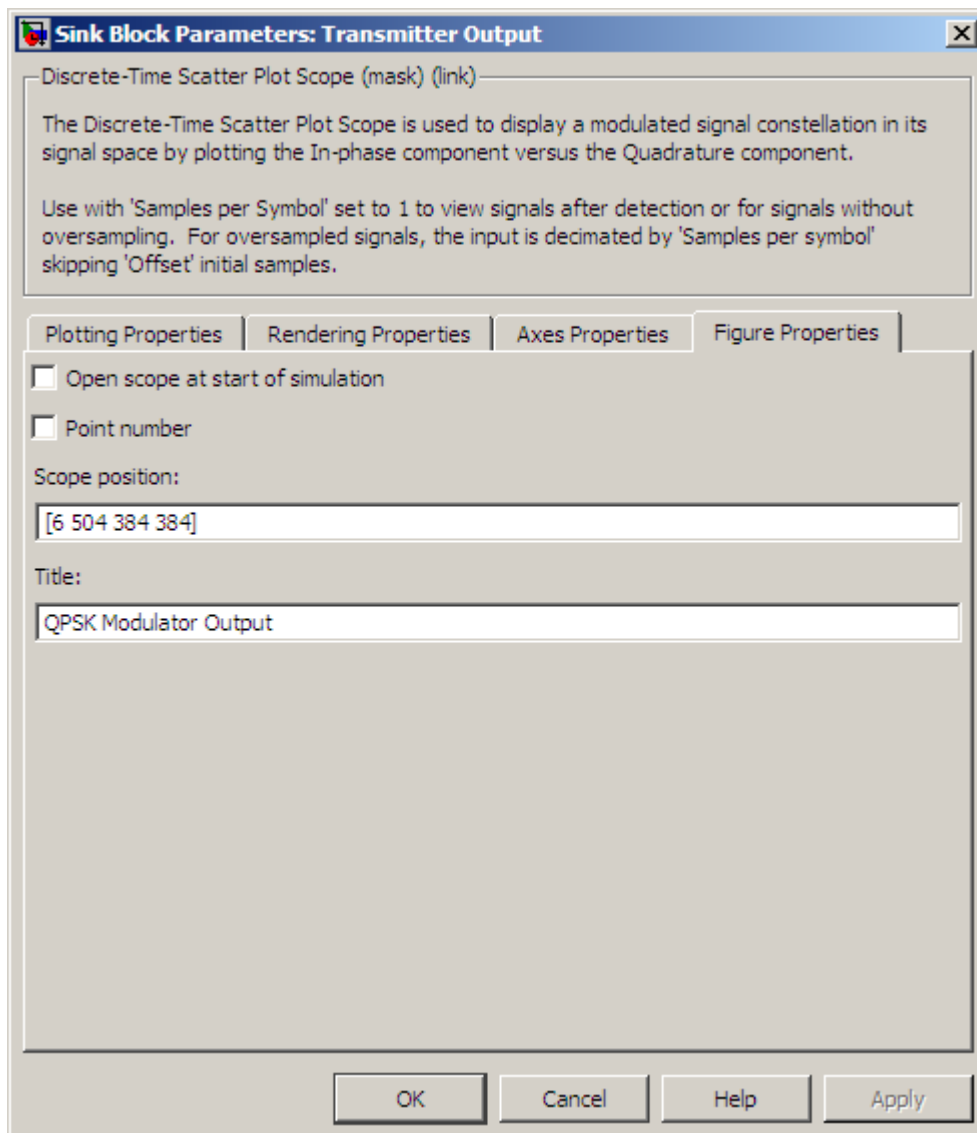 Sink Block Parameters: Transmitter Output
Discrete-Time Scatter Plot Scope (mask) (link)
The Discrete-Time Scatter Plot Scope is used to display a modulated signal constellation in its
signal space by plotting the In-phase component versus the Quadrature component.
Use with 'Samples per Symbol' set to 1 to view signals after detection or for signals without
oversampling.  For oversampled signals, the input is decimated by 'Samples per symbol'
skipping 'Offset' initial samples.
Plotting Properties Rendering Properties Axes Properties Figure Properties
Open scope at start of simulation
Point number
Scope position:
[6 504 384 384]
Title:
QPSK Modulator Output
OK Cancel Help Apply